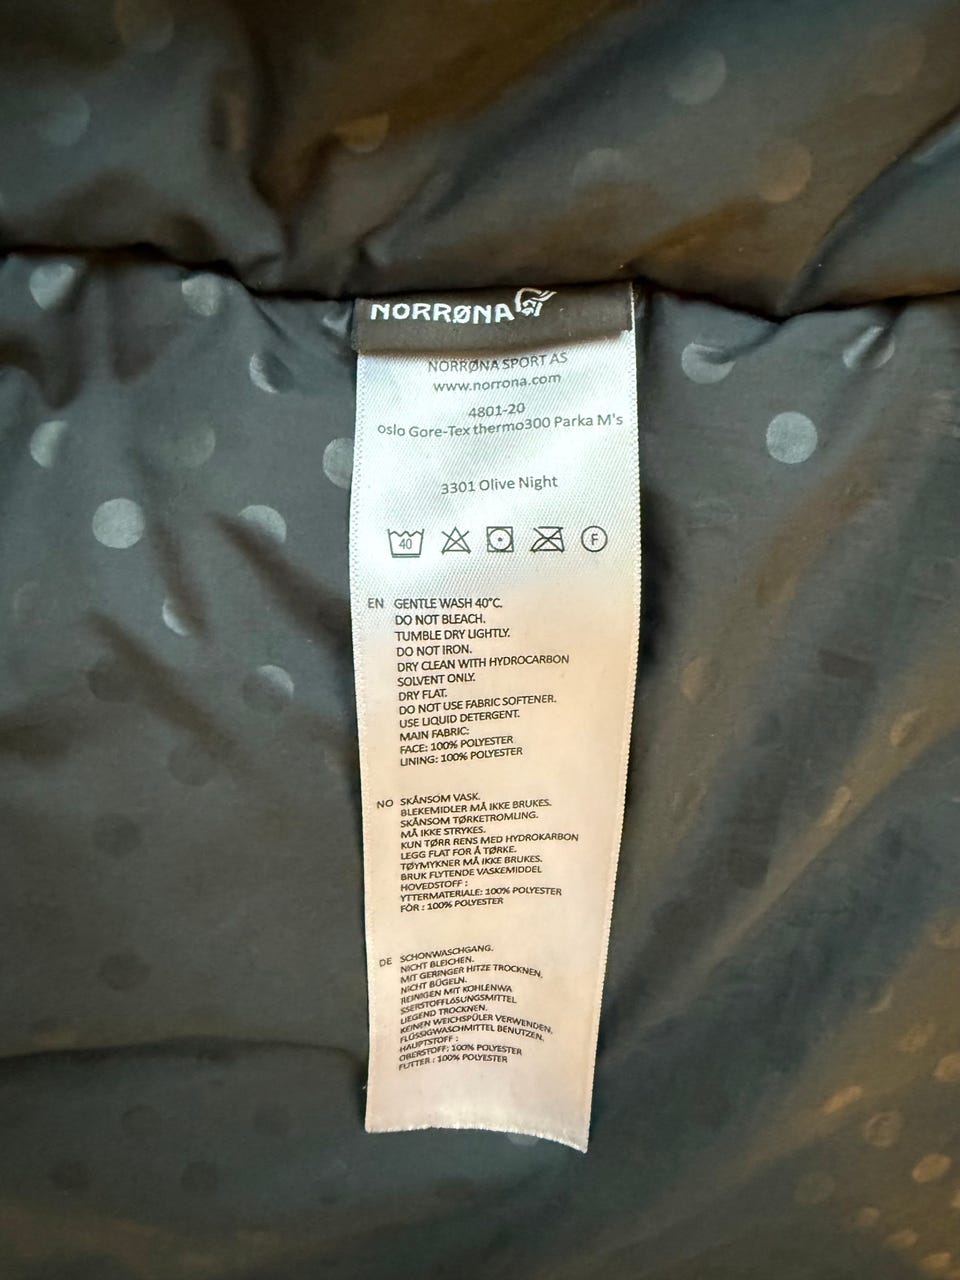 NORRØNA
NORRØNA SPORT AS
www.norrona.com
4801-20
oslo Gore-Tex thermo300 Parka M's
3301 Olive Night
40
F
EN GENTLE WASH 40°C.
DO NOT BLEACH.
TUMBLE DRY LIGHTLY.
DO NOT IRON.
DRY CLEAN WITH HYDROCARBON
SOLVENT ONLY.
DRY FLAT.
DO NOT USE FABRIC SOFTENER.
USE LIQUID DETERGENT.
MAIN FABRIC:
FACE: 100% POLYESTER
LINING: 100% POLYESTER
NO SKÅNSOM VASK.
BLEKEMIDLER MÅ IKKE BRUKES.
SKÅNSOM TØRKETROMLING.
MÅ IKKE STRYKES.
KUN TØRR RENS MED HYDROKARBON
LEGG FLAT FOR Å TØRKE.
TØYMYKNER MÅ IKKE BRUKES.
BRUK FLYTENDE VASKEMIDDEL
HOVEDSTOFF :
YTTERMATERIALE: 100% POLYESTER
FÔR : 100% POLYESTER
DE SCHONWASCHGANG.
NICHT BLEICHEN.
MIT GERINGER HITZE TROCKNEN.
NICHT BÜGELN.
REINIGEN MIT KOHLENWA
SSERSTOFFLÖSUNGSMITTEL
LIEGEND TROCKNEN.
KEINEN WEICHSPÜLER VERWENDEN.
FLÜSSIGWASCHMITTEL BENUTZEN.
HAUPTSTOFF :
OBERSTOFF: 100% POLYESTER
FUTTER : 100% POLYESTER